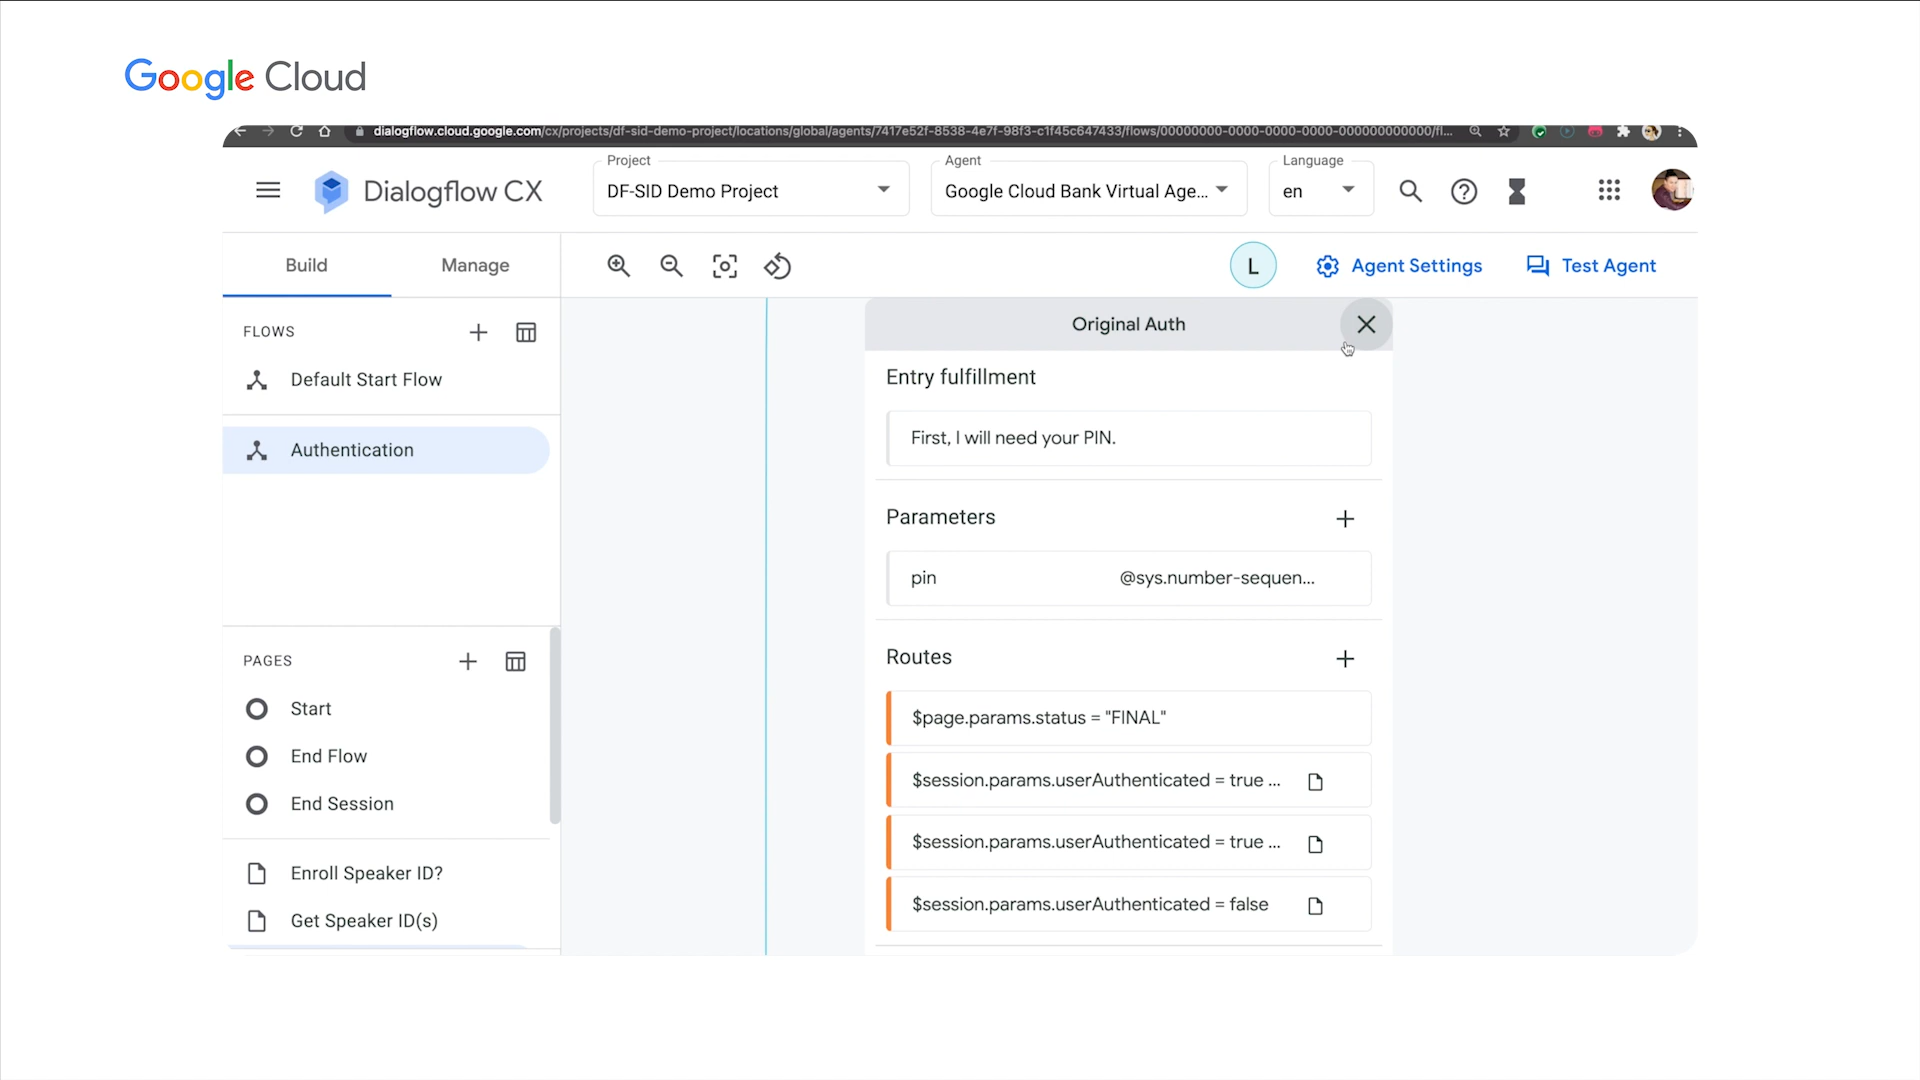 Google Cloud
dialogflow.cloud.google.com/cx/projects/df-sid-demo-project/locations/global/agents/7417e52f-8538-4e7f-98f3-c1f45c647433/flows/00000000-0000-0000-0000-000000000000/fl...
Dialogflow CX
Project
DF-SID Demo Project
Agent
Google Cloud Bank Virtual Age...
Language
en
Build
Manage
L
Agent Settings
Test Agent
FLOWS
Default Start Flow
Authentication
PAGES
Start
End Flow
End Session
Enroll Speaker ID?
Get Speaker ID(s)
Original Auth
Entry fulfillment
First, I will need your PIN.
Parameters
pin @sys.number-sequen...
Routes
$page.params.status = "FINAL"
$session.params.userAuthenticated = true ...
$session.params.userAuthenticated = true ...
$session.params.userAuthenticated = false